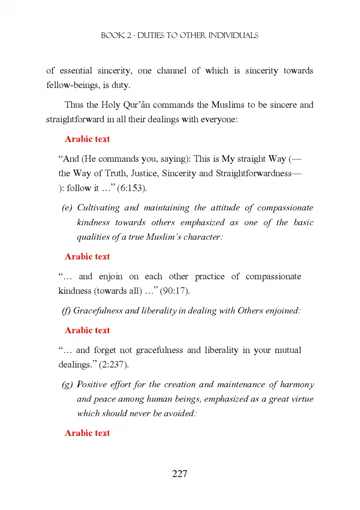 BOOK 2 - DUTIES TO OTHER INDIVIDUALS
of essential sincerity, one channel of which is sincerity towards
fellow-beings, is duty.
Thus the Holy Qur'ân commands the Muslims to be sincere and
straightforward in all their dealings with everyone:
Arabic text
“And (He commands you, saying): This is My straight Way (—
the Way of Truth, Justice, Sincerity and Straightforwardness—
): follow it …” (6:153).
(e) Cultivating and maintaining the attitude of compassionate
kindness towards others emphasized as one of the basic
qualities of a true Muslim's character:
Arabic text
“… and enjoin on each other practice of compassionate
kindness (towards all) …” (90:17).
(f) Gracefulness and liberality in dealing with Others enjoined:
Arabic text
“… and forget not gracefulness and liberality in your mutual
dealings.” (2:237).
(g) Positive effort for the creation and maintenance of harmony
and peace among human beings, emphasized as a great virtue
which should never be avoided:
Arabic text
227